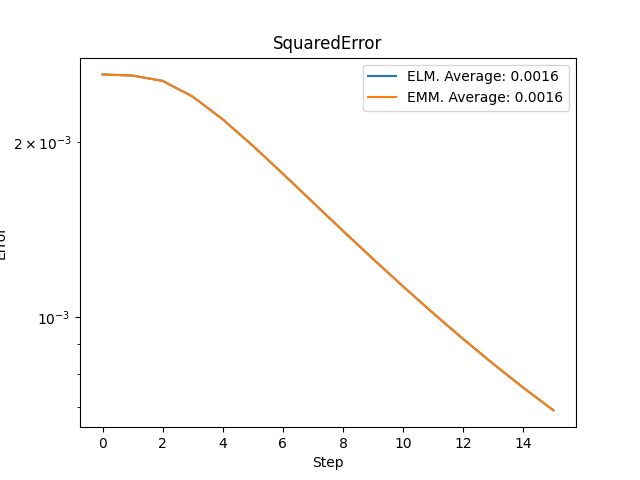 SquaredError
ELM. Average: 0.0016
EMM. Average: 0.0016
2 × 10⁻³
10⁻³
Error
0 2 4 6 8 10 12 14
Step